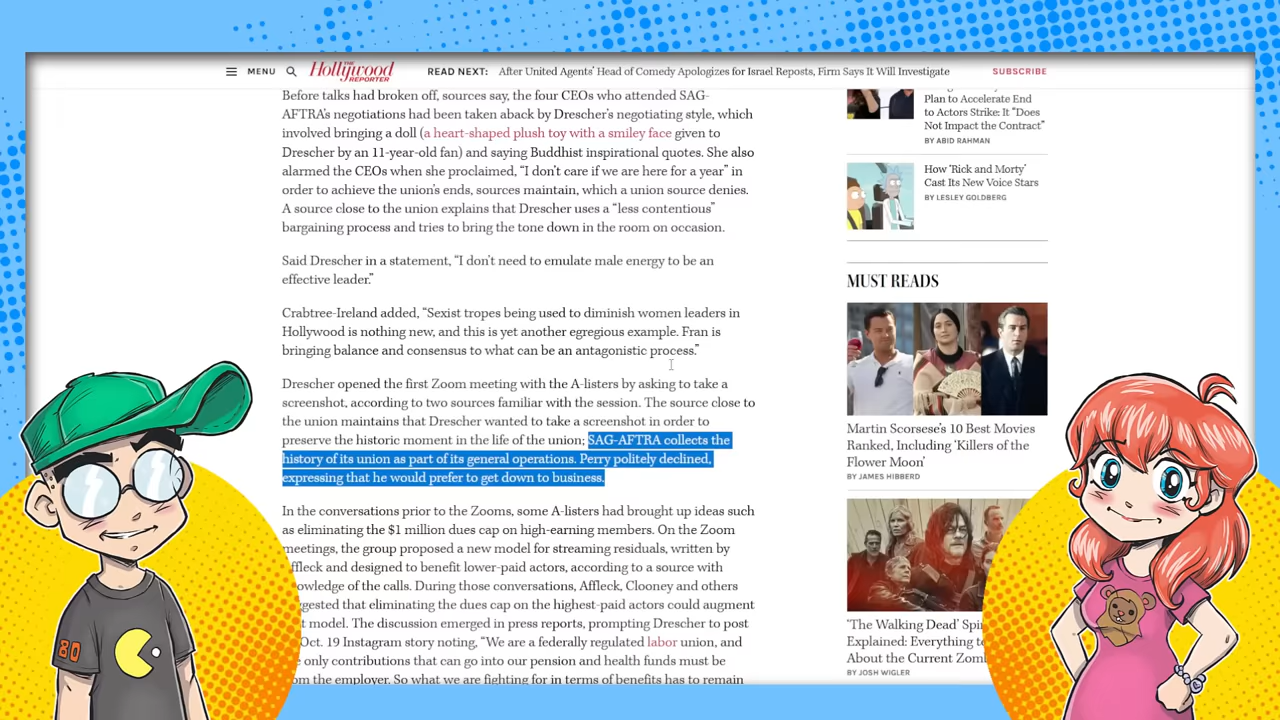 MENU
THE
Hollywood
REPORTER
READ NEXT: After United Agents' Head of Comedy Apologizes for Israel Reports, Firm Says It Will Investigate
SUBSCRIBE
Before talks had broken off, sources say, the four CEOs who attended SAG-
AFTRA's negotiations had been taken aback by Drescher's negotiating style, which
involved bringing a doll (a heart-shaped plush toy with a smiley face given to
Drescher by an 11-year-old fan) and saying Buddhist inspirational quotes. She also
alarmed the CEOs when she proclaimed, “I don't care if we are here for a year” in
order to achieve the union's ends, sources maintain, which a union source denies.
A source close to the union explains that Drescher uses a “less contentious”
bargaining process and tries to bring the tone down in the room on occasion.
Said Drescher in a statement, “I don't need to emulate male energy to be an
effective leader.”
Crabtree-Ireland added, “Sexist tropes being used to diminish women leaders in
Hollywood is nothing new, and this is yet another egregious example. Fran is
bringing balance and consensus to what can be an antagonistic process.”
Drescher opened the first Zoom meeting with the A-listers by asking to take a
screenshot, according to two sources familiar with the session. The source close to
the union maintains that Drescher wanted to take a screenshot in order to
preserve the historic moment in the life of the union; SAG-AFTRA collects the
history of its union as part of its general operations. Perry politely declined,
expressing that he would prefer to get down to business.
In the conversations prior to the Zooms, some A-listers had brought up ideas such
as eliminating the $1 million dues cap on high-earning members. On the Zoom
meetings, the group proposed a new model for streaming residuals, written by
ffleck and designed to benefit lower-paid actors, according to a source with
nowledge of the calls. During those conversations, Affleck, Clooney and others
ggested that eliminating the dues cap on the highest-paid actors could augment
t model. The discussion emerged in press reports, prompting Drescher to post
Oct. 19 Instagram story noting, “We are a federally regulated labor union, and
only contributions that can go into our pension and health funds must be
om the employer. So what we are fighting for in terms of benefits has to remain
Plan to Accelerate End
to Actors Strike: It “Does
Not Impact the Contract”
BY ABID RAHMAN
How ‘Rick and Morty’
Cast Its New Voice Stars
BY LESLEY GOLDBERG
MUST READS
Martin Scorsese's 10 Best Movies
Ranked, Including ‘Killers of the
Flower Moon’
BY JAMES HIBBERD
‘The Walking Dead’ Spi
Explained: Everything to
About the Current Zom
BY JOSH WIGLER
80